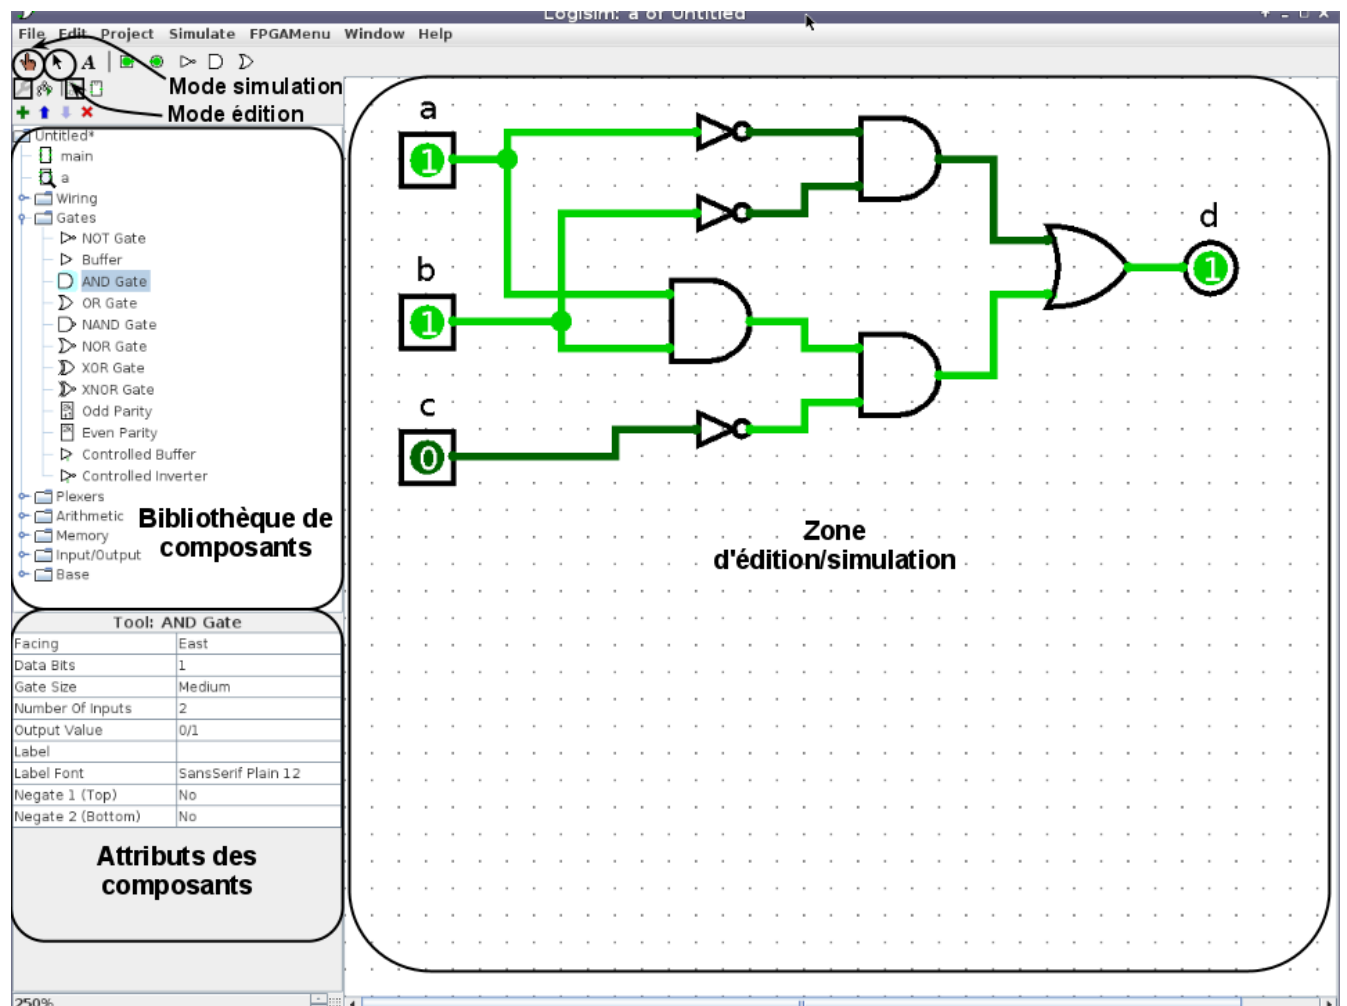 Logisim: a of Untitled
File Edit Project Simulate FPGAMenu Window Help
A
Mode simulation
Mode édition
Untitled*
main
a
Wiring
Gates
NOT Gate
Buffer
AND Gate
OR Gate
NAND Gate
NOR Gate
XOR Gate
XNOR Gate
Odd Parity
Even Parity
Controlled Buffer
Controlled Inverter
Plexers
Arithmetic
Memory
Input/Output
Base
Bibliothèque de
composants
Tool: AND Gate
Facing East
Data Bits 1
Gate Size Medium
Number Of Inputs 2
Output Value 0/1
Label
Label Font SansSerif Plain 12
Negate 1 (Top) No
Negate 2 (Bottom) No
Attributs des
composants
250%
a
1
b
1
c
0
d
1
Zone
d'édition/simulation